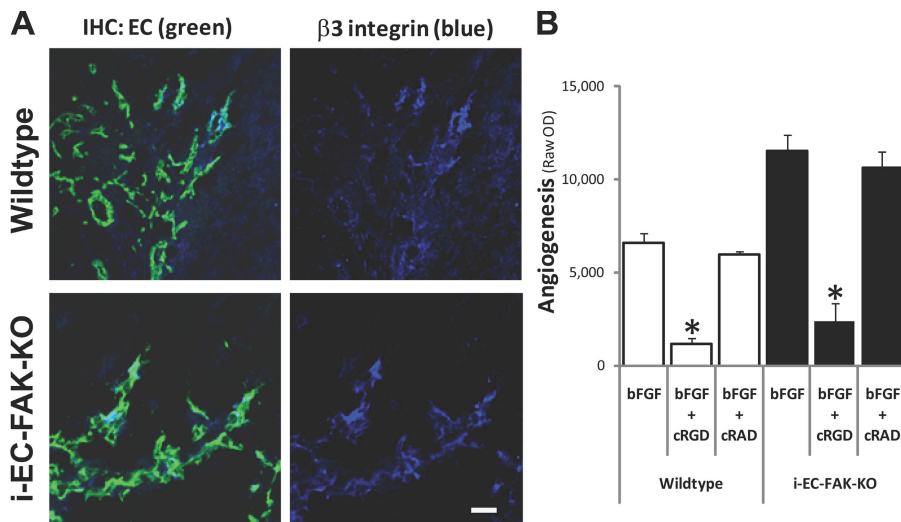 A
IHC: EC (green)
β3 integrin (blue)
Wildtype
i-EC-FAK-KO
B
Angiogenesis (Raw OD)
15,000
10,000
5,000
0
*
*
bFGF
bFGF
+
cRGD
bFGF
+
cRAD
bFGF
bFGF
+
cRGD
bFGF
+
cRAD
Wildtype
i-EC-FAK-KO